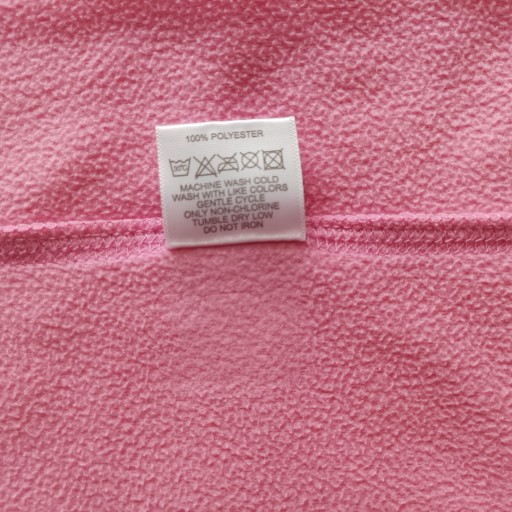 100% POLYESTER
30°C
MACHINE WASH COLD
WASH WITH LIKE COLORS
GENTLE CYCLE
ONLY NON-CHLORINE
TUMBLE DRY LOW
DO NOT IRON